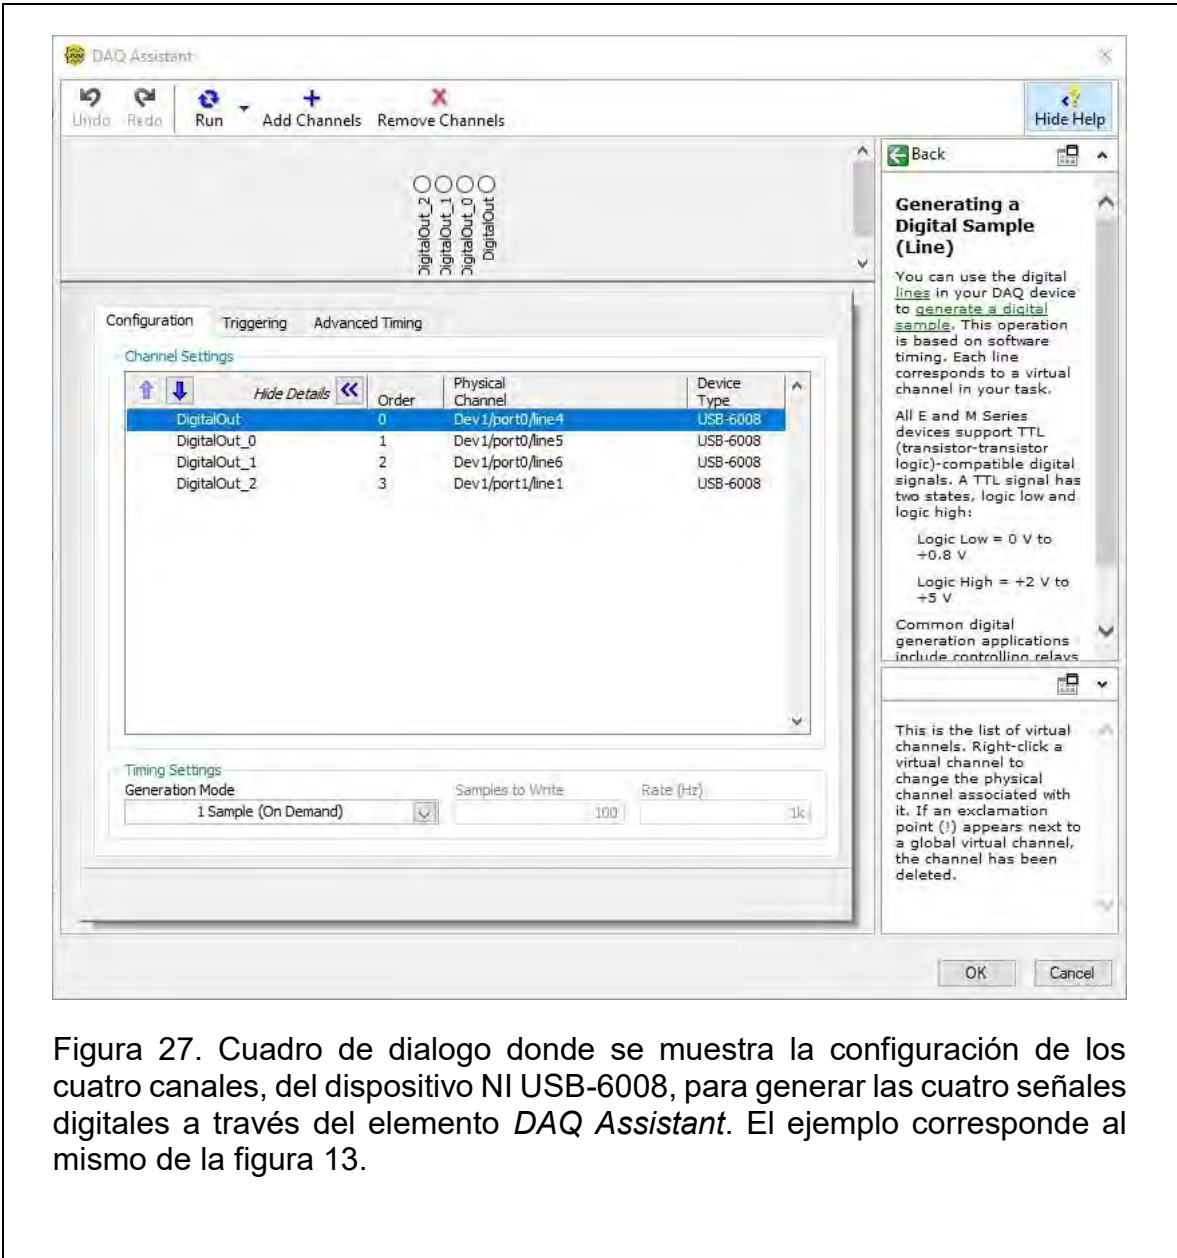 DAQ Assistant
Undo Redo Run Add Channels Remove Channels Hide Help
DigitalOut_2
DigitalOut_1
DigitalOut_0
DigitalOut
Configuration Triggering Advanced Timing
Channel Settings
Hide Details Order Physical Channel Device Type
DigitalOut 0 Dev1/port0/line4 USB-6008
DigitalOut_0 1 Dev1/port0/line5 USB-6008
DigitalOut_1 2 Dev1/port0/line6 USB-6008
DigitalOut_2 3 Dev1/port1/line1 USB-6008
Timing Settings
Generation Mode Samples to Write Rate (Hz)
1 Sample (On Demand) 100 1k
Back
Generating a
Digital Sample
(Line)
You can use the digital
lines in your DAQ device
to generate a digital
sample. This operation
is based on software
timing. Each line
corresponds to a virtual
channel in your task.
All E and M Series
devices support TTL
(transistor-transistor
logic)-compatible digital
signals. A TTL signal has
two states, logic low and
logic high:
Logic Low = 0 V to
+0.8 V
Logic High = +2 V to
+5 V
Common digital
generation applications
include controlling relays
This is the list of virtual
channels. Right-click a
virtual channel to
change the physical
channel associated with
it. If an exclamation
point (!) appears next to
a global virtual channel,
the channel has been
deleted.
OK Cancel
Figura 27. Cuadro de dialogo donde se muestra la configuración de los
cuatro canales, del dispositivo NI USB-6008, para generar las cuatro señales
digitales a través del elemento DAQ Assistant. El ejemplo corresponde al
mismo de la figura 13.